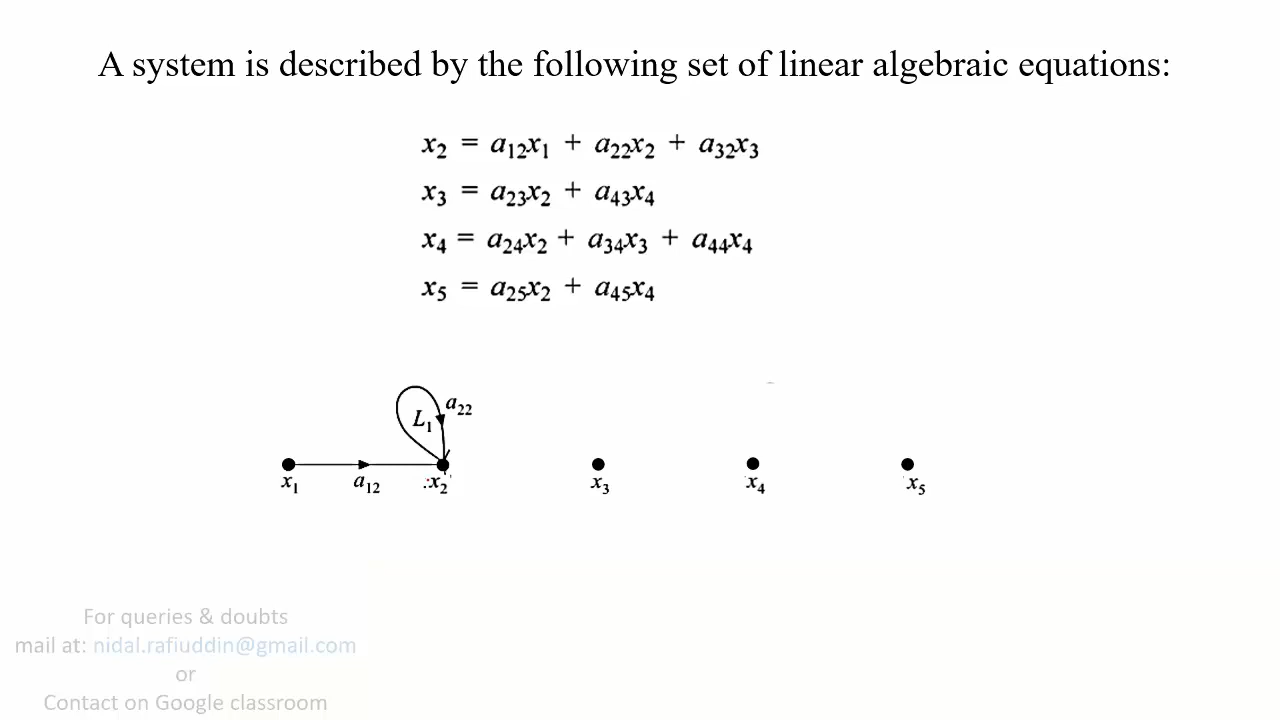 A system is described by the following set of linear algebraic equations:
x₂ = a₁₂x₁ + a₂₂x₂ + a₃₂x₃
x₃ = a₂₃x₂ + a₄₃x₄
x₄ = a₂₄x₂ + a₃₄x₃ + a₄₄x₄
x₅ = a₂₅x₂ + a₄₅x₄
L₁ a₂₂
x₁ a₁₂ x₂ x₃ x₄ x₅
For queries & doubts
mail at: nidal.rafiuddin@gmail.com
or
Contact on Google classroom